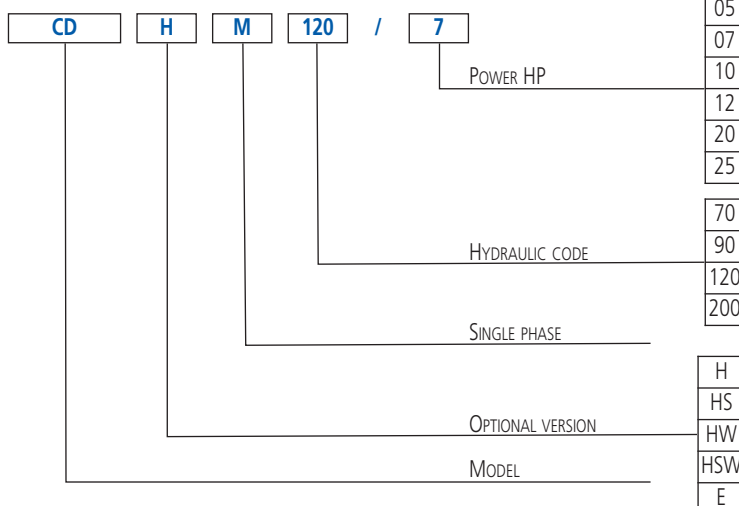 CD H M 120 / 7
05
07
POWER HP 10
12
20
25
70
HYDRAULIC CODE 90
120
200
SINGLE PHASE
H
HS
OPTIONAL VERSION HW
MODEL HSW
E